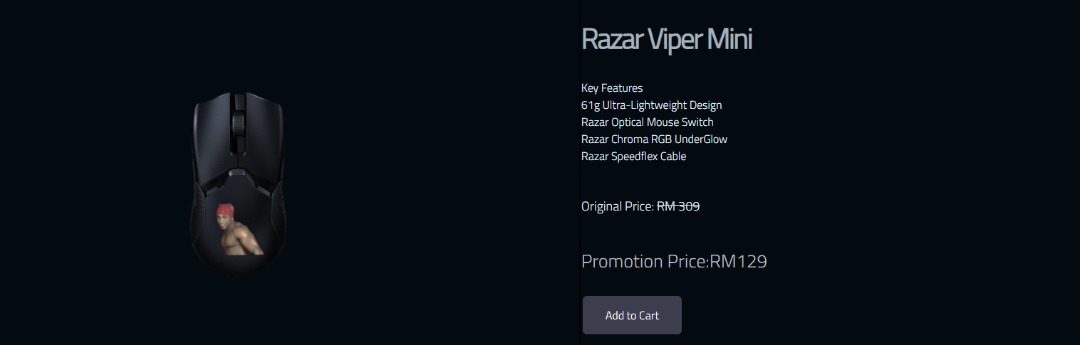 Razar Viper Mini
Key Features
61g Ultra-Lightweight Design
Razar Optical Mouse Switch
Razar Chroma RGB UnderGlow
Razar Speedflex Cable
Original Price: RM 309
Promotion Price:RM129
Add to Cart